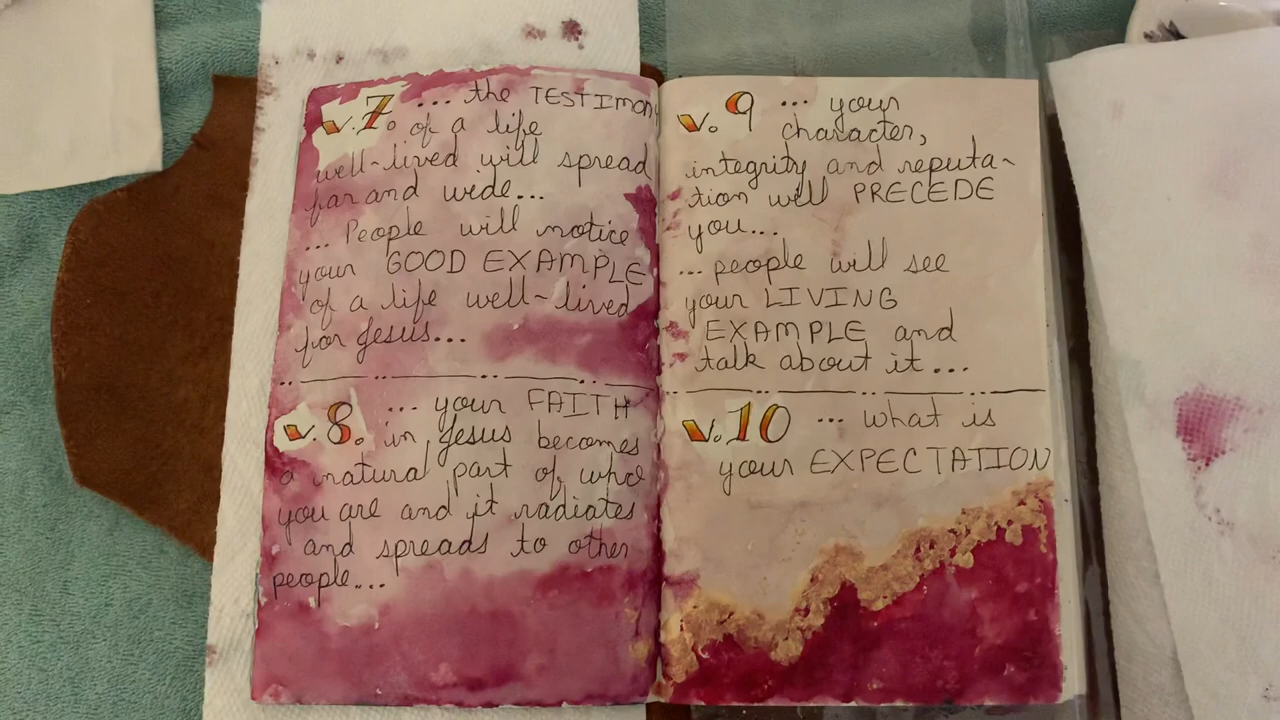 v.7. ... the TESTIMONY
of a life
well-lived will spread
far and wide...
... People will notice
your GOOD EXAMPLE
of a life well-lived
for Jesus...
v.8. ... your FAITH
in Jesus becomes
a natural part of who
you are and it radiates
and spreads to other
people...
v.9 ... your
character,
integrity and reputa-
tion will PRECEDE
you...
... people will see
your LIVING
EXAMPLE and
talk about it...
v.10 ... what is
your EXPECTATION